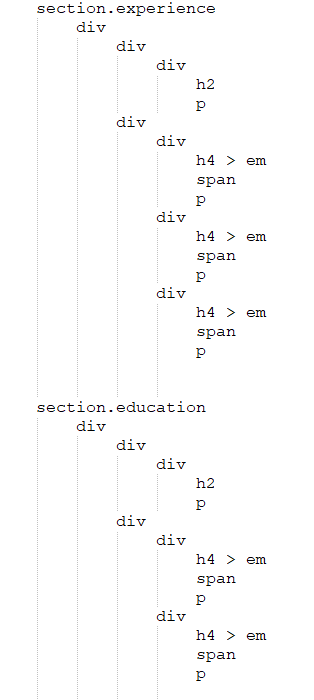 section.experience
div
div
div
h2
p
div
div
h4 > em
span
p
div
h4 > em
span
p
div
h4 > em
span
p
section.education
div
div
div
h2
p
div
div
h4 > em
span
p
div
h4 > em
span
p